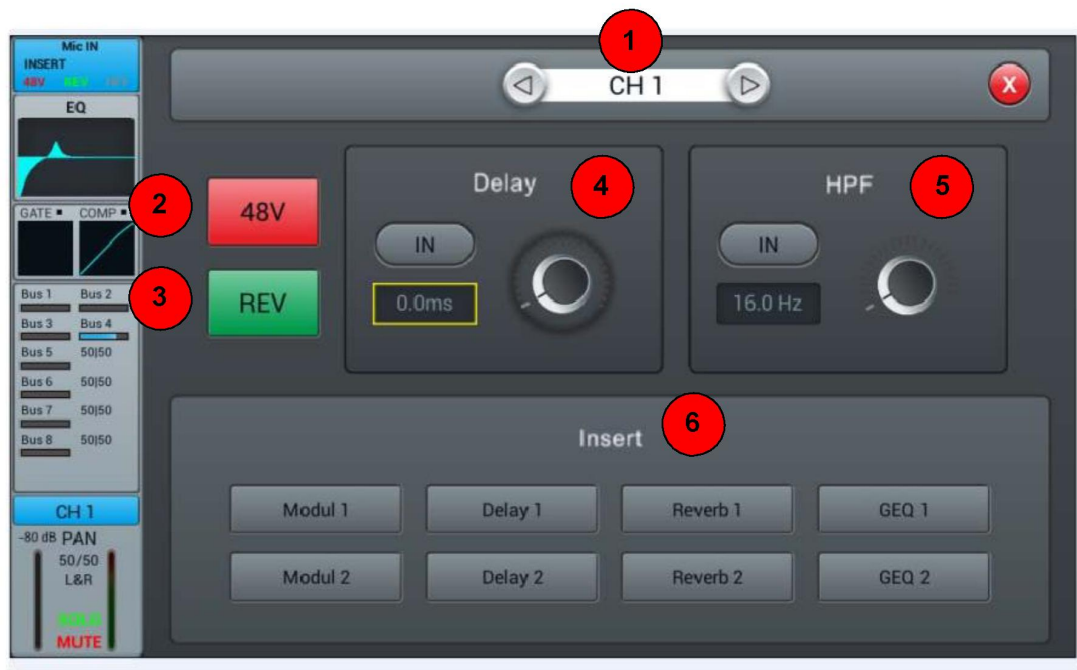 1
Mic IN
INSERT
48V REV
CH 1
X
EQ
2
48V
Delay
4
HPF
5
GATE COMP
IN
IN
3
REV
0.0ms
16.0 Hz
Bus 1 Bus 2
Bus 3 Bus 4
Bus 5 50|50
Bus 6 50|50
Bus 7 50|50
Bus 8 50|50
Insert
6
CH 1
-80 dB PAN
50/50
L&R
SOLO
MUTE
Modul 1
Delay 1
Reverb 1
GEQ 1
Modul 2
Delay 2
Reverb 2
GEQ 2